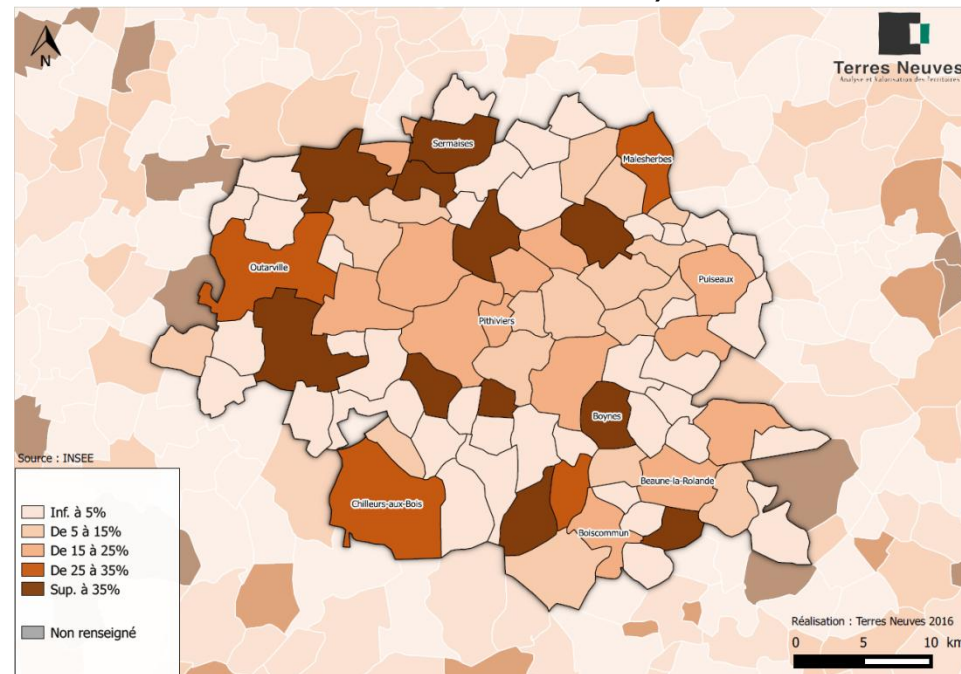 N
Terres Neuves
Analyse et Valorisation des Territoires
Sermaises
Malesherbes
Outarville
Puiseaux
Pithiviers
Boynes
Source : INSEE
Beaune-la-Rolande
Chilleurs-aux-Bois
Boiscommun
Inf. à 5%
De 5 à 15%
De 15 à 25%
De 25 à 35%
Sup. à 35%
Non renseigné
Réalisation : Terres Neuves 2016
0 5 10 km